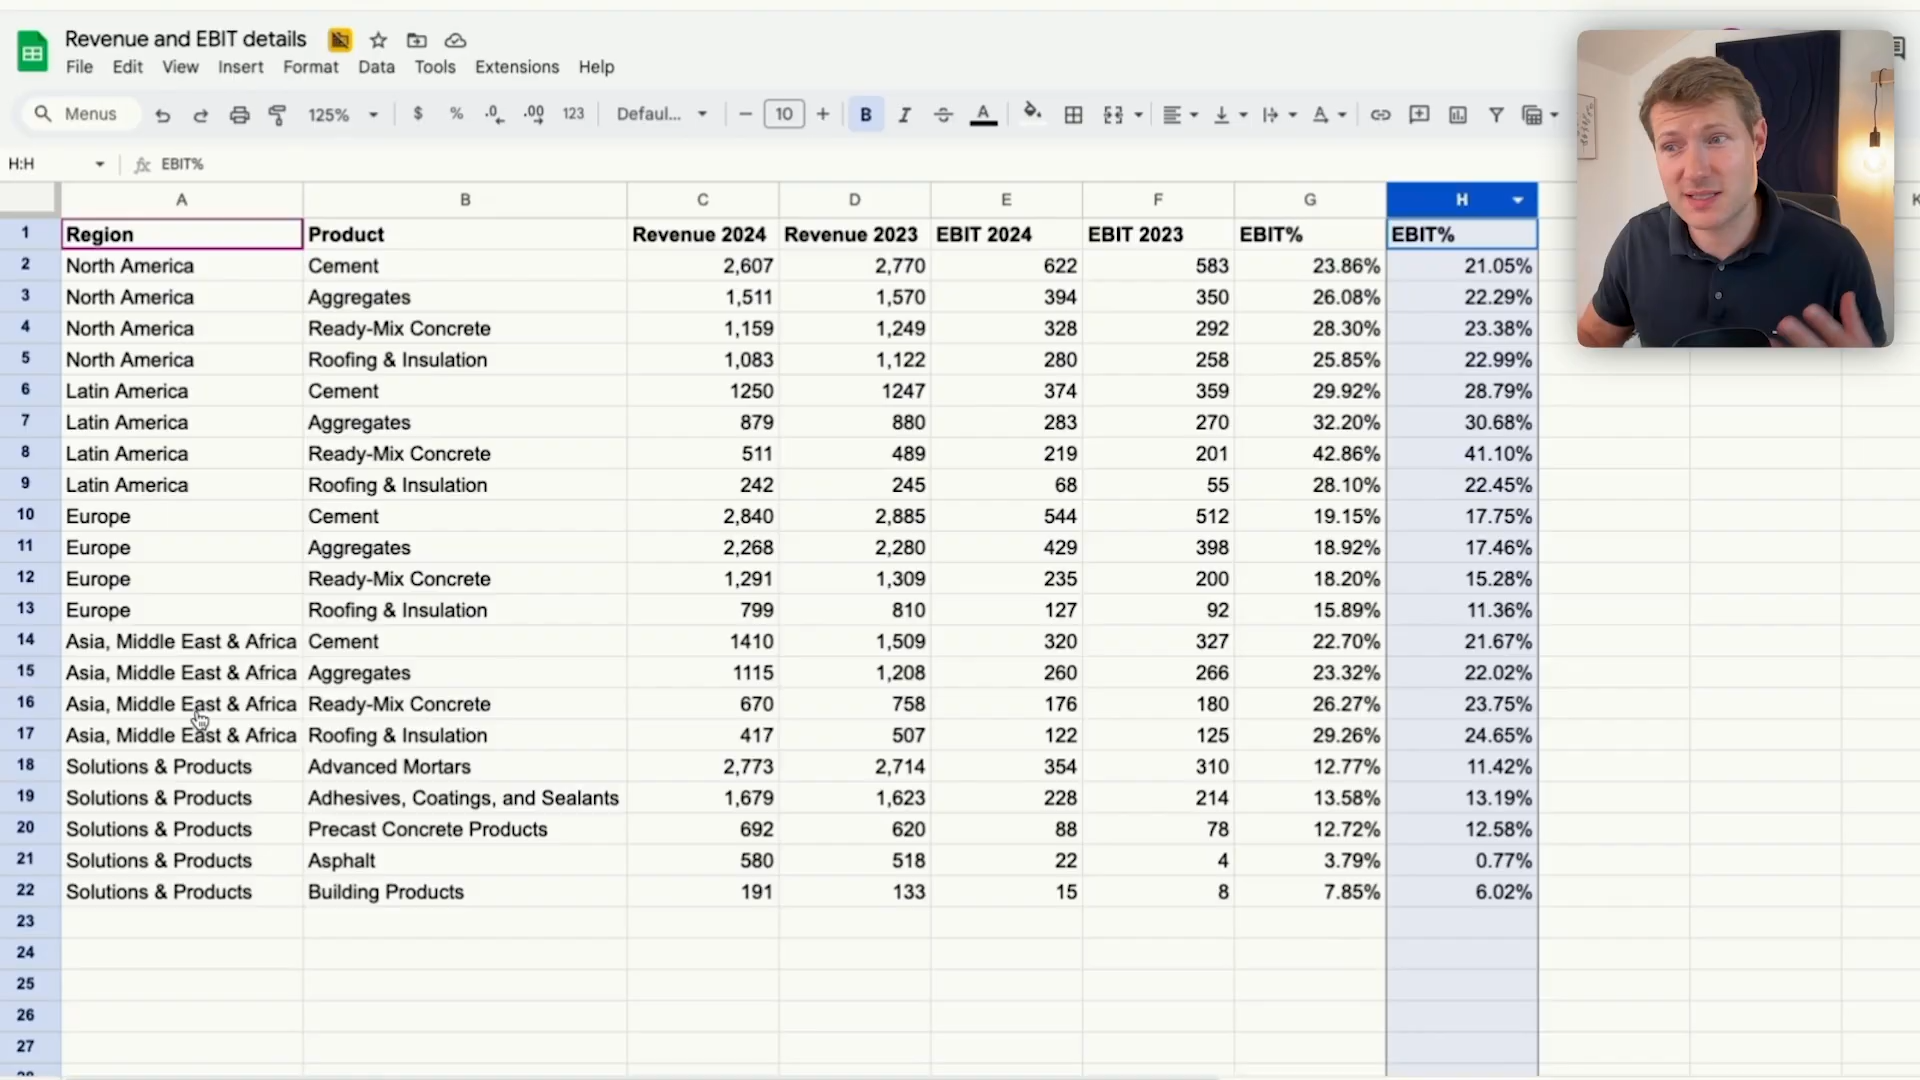 Revenue and EBIT details
File Edit View Insert Format Data Tools Extensions Help
Menus 125% $ % .0 .00 123 Defaul... 10 B I A
H:H fx EBIT%
A B C D E F G H K
1 Region Product Revenue 2024 Revenue 2023 EBIT 2024 EBIT 2023 EBIT% EBIT%
2 North America Cement 2,607 2,770 622 583 23.86% 21.05%
3 North America Aggregates 1,511 1,570 394 350 26.08% 22.29%
4 North America Ready-Mix Concrete 1,159 1,249 328 292 28.30% 23.38%
5 North America Roofing & Insulation 1,083 1,122 280 258 25.85% 22.99%
6 Latin America Cement 1250 1247 374 359 29.92% 28.79%
7 Latin America Aggregates 879 880 283 270 32.20% 30.68%
8 Latin America Ready-Mix Concrete 511 489 219 201 42.86% 41.10%
9 Latin America Roofing & Insulation 242 245 68 55 28.10% 22.45%
10 Europe Cement 2,840 2,885 544 512 19.15% 17.75%
11 Europe Aggregates 2,268 2,280 429 398 18.92% 17.46%
12 Europe Ready-Mix Concrete 1,291 1,309 235 200 18.20% 15.28%
13 Europe Roofing & Insulation 799 810 127 92 15.89% 11.36%
14 Asia, Middle East & Africa Cement 1410 1,509 320 327 22.70% 21.67%
15 Asia, Middle East & Africa Aggregates 1115 1,208 260 266 23.32% 22.02%
16 Asia, Middle East & Africa Ready-Mix Concrete 670 758 176 180 26.27% 23.75%
17 Asia, Middle East & Africa Roofing & Insulation 417 507 122 125 29.26% 24.65%
18 Solutions & Products Advanced Mortars 2,773 2,714 354 310 12.77% 11.42%
19 Solutions & Products Adhesives, Coatings, and Sealants 1,679 1,623 228 214 13.58% 13.19%
20 Solutions & Products Precast Concrete Products 692 620 88 78 12.72% 12.58%
21 Solutions & Products Asphalt 580 518 22 4 3.79% 0.77%
22 Solutions & Products Building Products 191 133 15 8 7.85% 6.02%
23
24
25
26
27